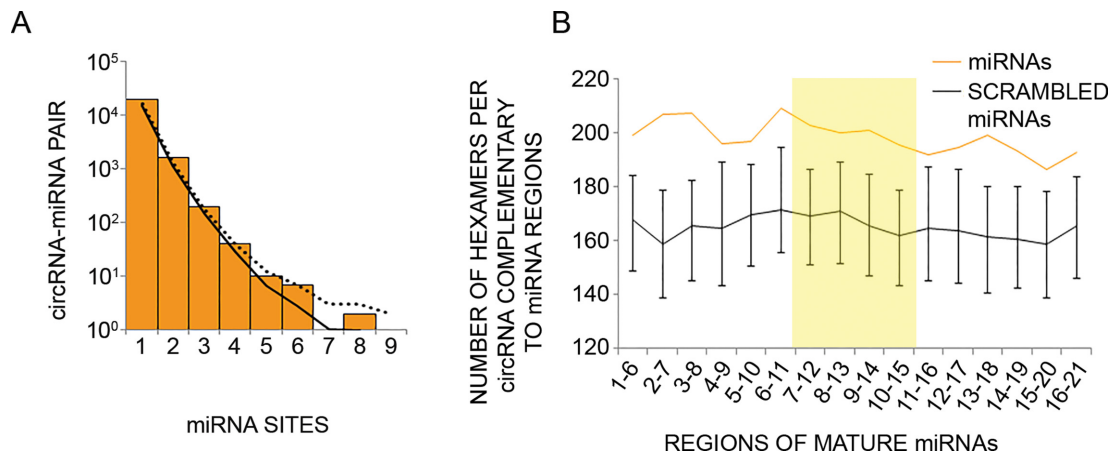 A
circRNA-miRNA PAIR
10⁵
10⁴
10³
10²
10¹
10⁰
1 2 3 4 5 6 7 8 9
miRNA SITES
B
NUMBER OF HEXAMERS PER
circRNA COMPLEMENTARY
TO miRNA REGIONS
220
200
180
160
140
120
miRNAs
SCRAMBLED
miRNAs
1-6
2-7
3-8
4-9
5-10
6-11
7-12
8-13
9-14
10-15
11-16
12-17
13-18
14-19
15-20
16-21
REGIONS OF MATURE miRNAs